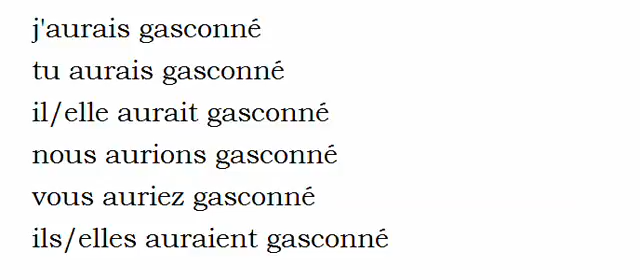 j'aurais gasconné
tu aurais gasconné
il/elle aurait gasconné
nous aurions gasconné
vous auriez gasconné
ils/elles auraient gasconné